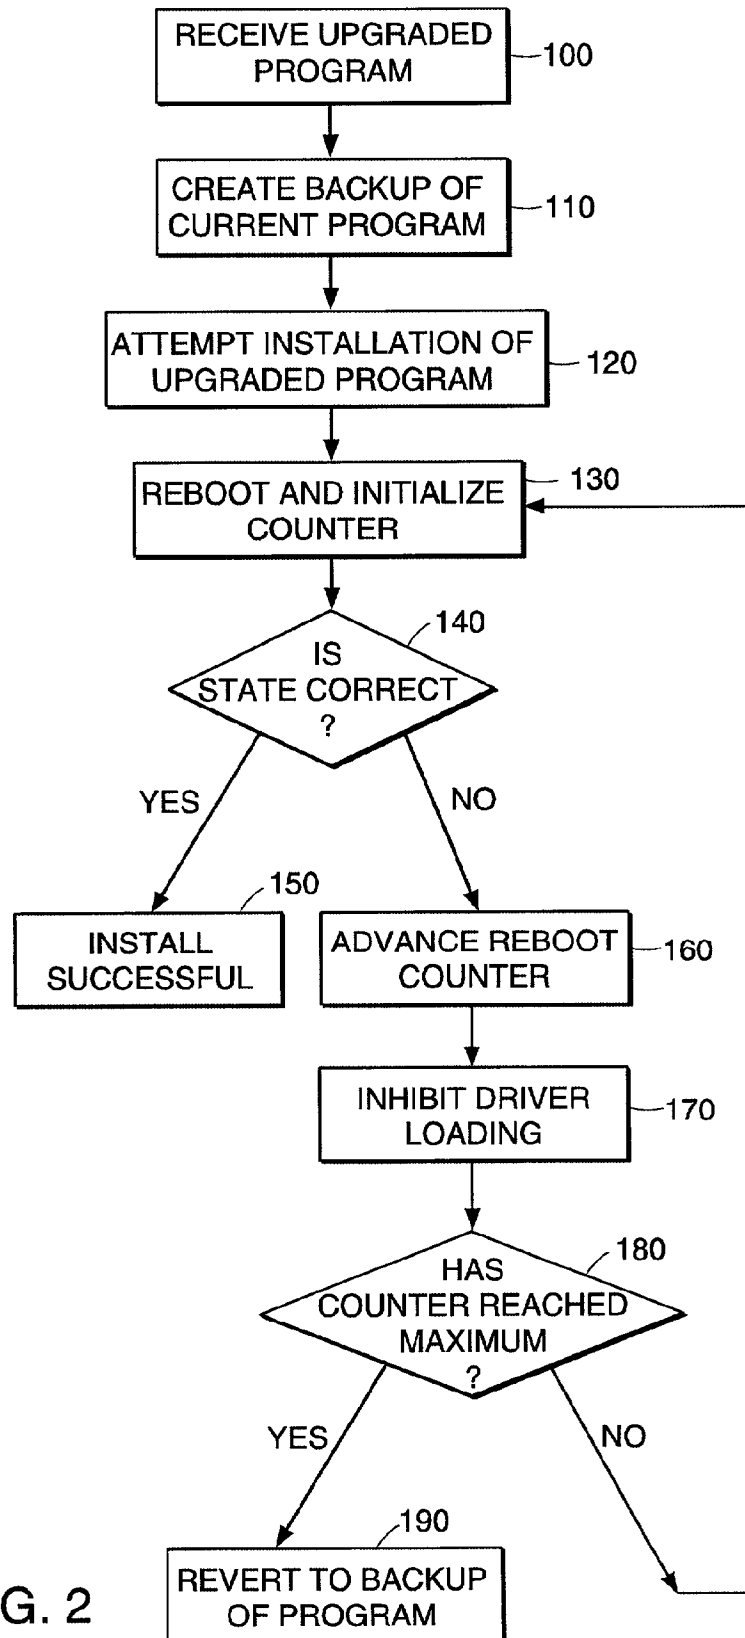 RECEIVE UPGRADED
PROGRAM
100
CREATE BACKUP OF
CURRENT PROGRAM
110
ATTEMPT INSTALLATION OF
UPGRADED PROGRAM
120
REBOOT AND INITIALIZE
COUNTER
130
140
IS
STATE CORRECT
?
YES
NO
150
INSTALL
SUCCESSFUL
ADVANCE REBOOT
COUNTER
160
INHIBIT DRIVER
LOADING
170
180
HAS
COUNTER REACHED
MAXIMUM
?
YES
NO
190
REVERT TO BACKUP
OF PROGRAM
G. 2